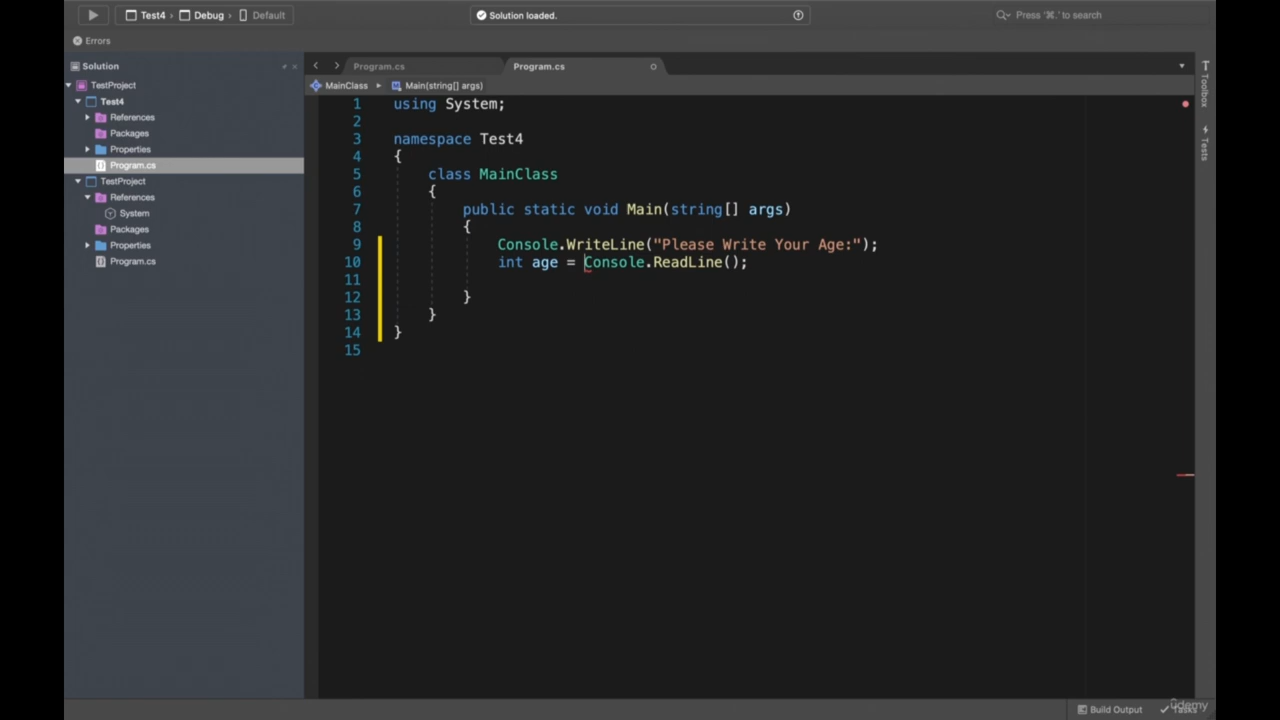 Test4 › Debug › Default
Solution loaded.
Press '⌘.' to search
Errors
Solution
TestProject
Test4
References
Packages
Properties
Program.cs
TestProject
References
System
Packages
Properties
Program.cs
Program.cs
Program.cs
MainClass ▸ Main(string[] args)
1 using System;
2
3 namespace Test4
4 {
5 class MainClass
6 {
7 public static void Main(string[] args)
8 {
9 Console.WriteLine("Please Write Your Age:");
10 int age = Console.ReadLine();
11
12 }
13 }
14 }
15
Toolbox
Tests
Build Output
Tasks
ûdemy